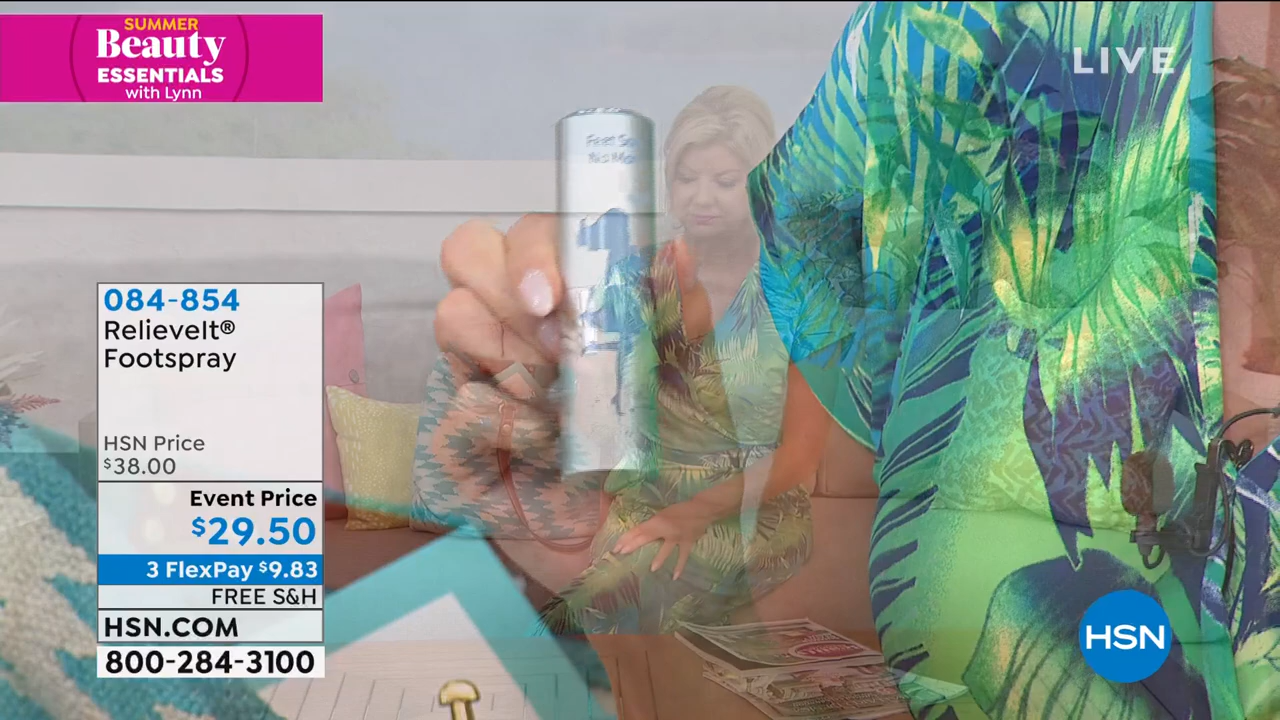 SUMMER
Beauty
ESSENTIALS
with Lynn
LIVE
084-854
RelieveIt®
Footspray
HSN Price
$38.00
Event Price
$29.50
3 FlexPay $9.83
FREE S&H
HSN.COM
800-284-3100
Feet
HSN